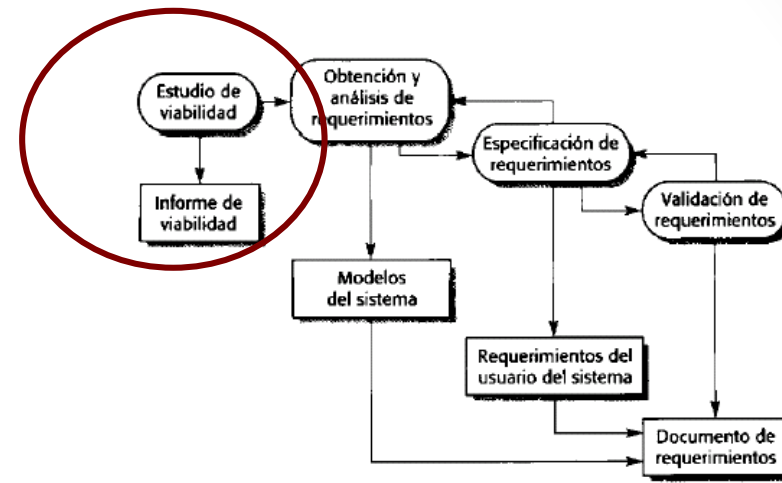 Estudio de
viabilidad
Obtención y
análisis de
requerimientos
Especificación de
requerimientos
Validación de
requerimientos
Informe de
viabilidad
Modelos
del sistema
Requerimientos del
usuario del sistema
Documento de
requerimientos